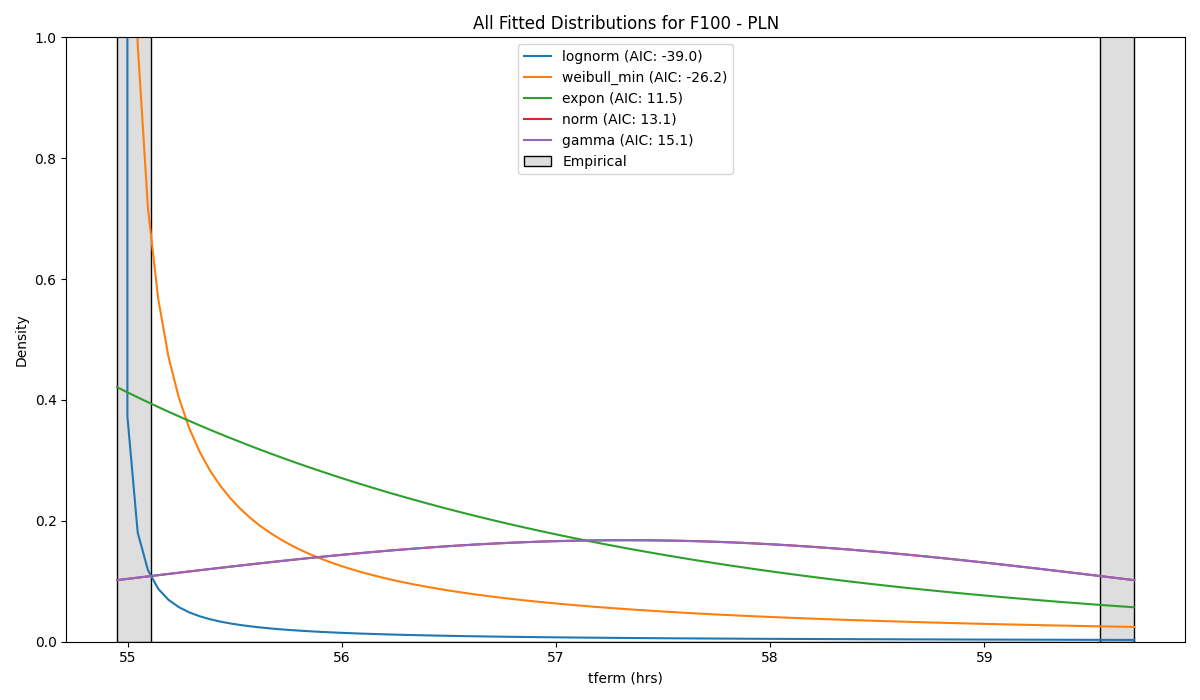 All Fitted Distributions for F100 - PLN
lognorm (AIC: -39.0)
weibull_min (AIC: -26.2)
expon (AIC: 11.5)
norm (AIC: 13.1)
gamma (AIC: 15.1)
Empirical
Density
1.0
0.8
0.6
0.4
0.2
0.0
55 56 57 58 59
tferm (hrs)